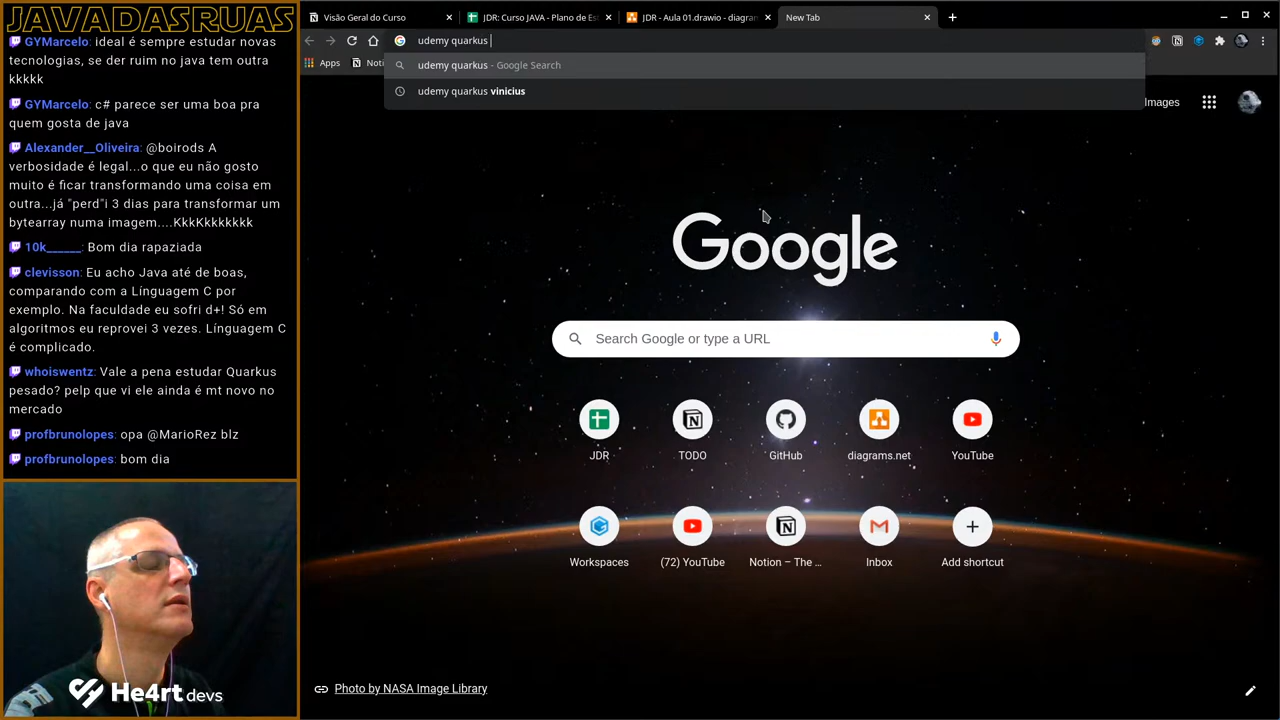 JAVADASRUAS
GYMarcelo: ideal é sempre estudar novas
tecnologias, se der ruim no java tem outra
kkkkk
GYMarcelo: c# parece ser uma boa pra
quem gosta de java
Alexander__Oliveira: @boirods A
verbosidade é legal...o que eu não gosto
muito é ficar transformando uma coisa em
outra...já "perd"i 3 dias para transformar um
bytearray numa imagem....KkkKkkkkkkk
10k______: Bom dia rapaziada
clevisson: Eu acho Java até de boas,
comparando com a Línguagem C por
exemplo. Na faculdade eu sofri d+! Só em
algoritmos eu reprovei 3 vezes. Línguagem C
é complicado.
whoiswentz: Vale a pena estudar Quarkus
pesado? pelp que vi ele ainda é mt novo no
mercado
profbrunolopes: opa @MarioRez blz
profbrunolopes: bom dia
He4rt devs
Visão Geral do Curso
JDR: Curso JAVA - Plano de Est
JDR - Aula 01.drawio - diagram
New Tab
udemy quarkus
Apps
Noti
udemy quarkus - Google Search
udemy quarkus vinicius
Images
Google
Search Google or type a URL
JDR
TODO
GitHub
diagrams.net
YouTube
Workspaces
(72) YouTube
Notion – The ...
Inbox
Add shortcut
Photo by NASA Image Library